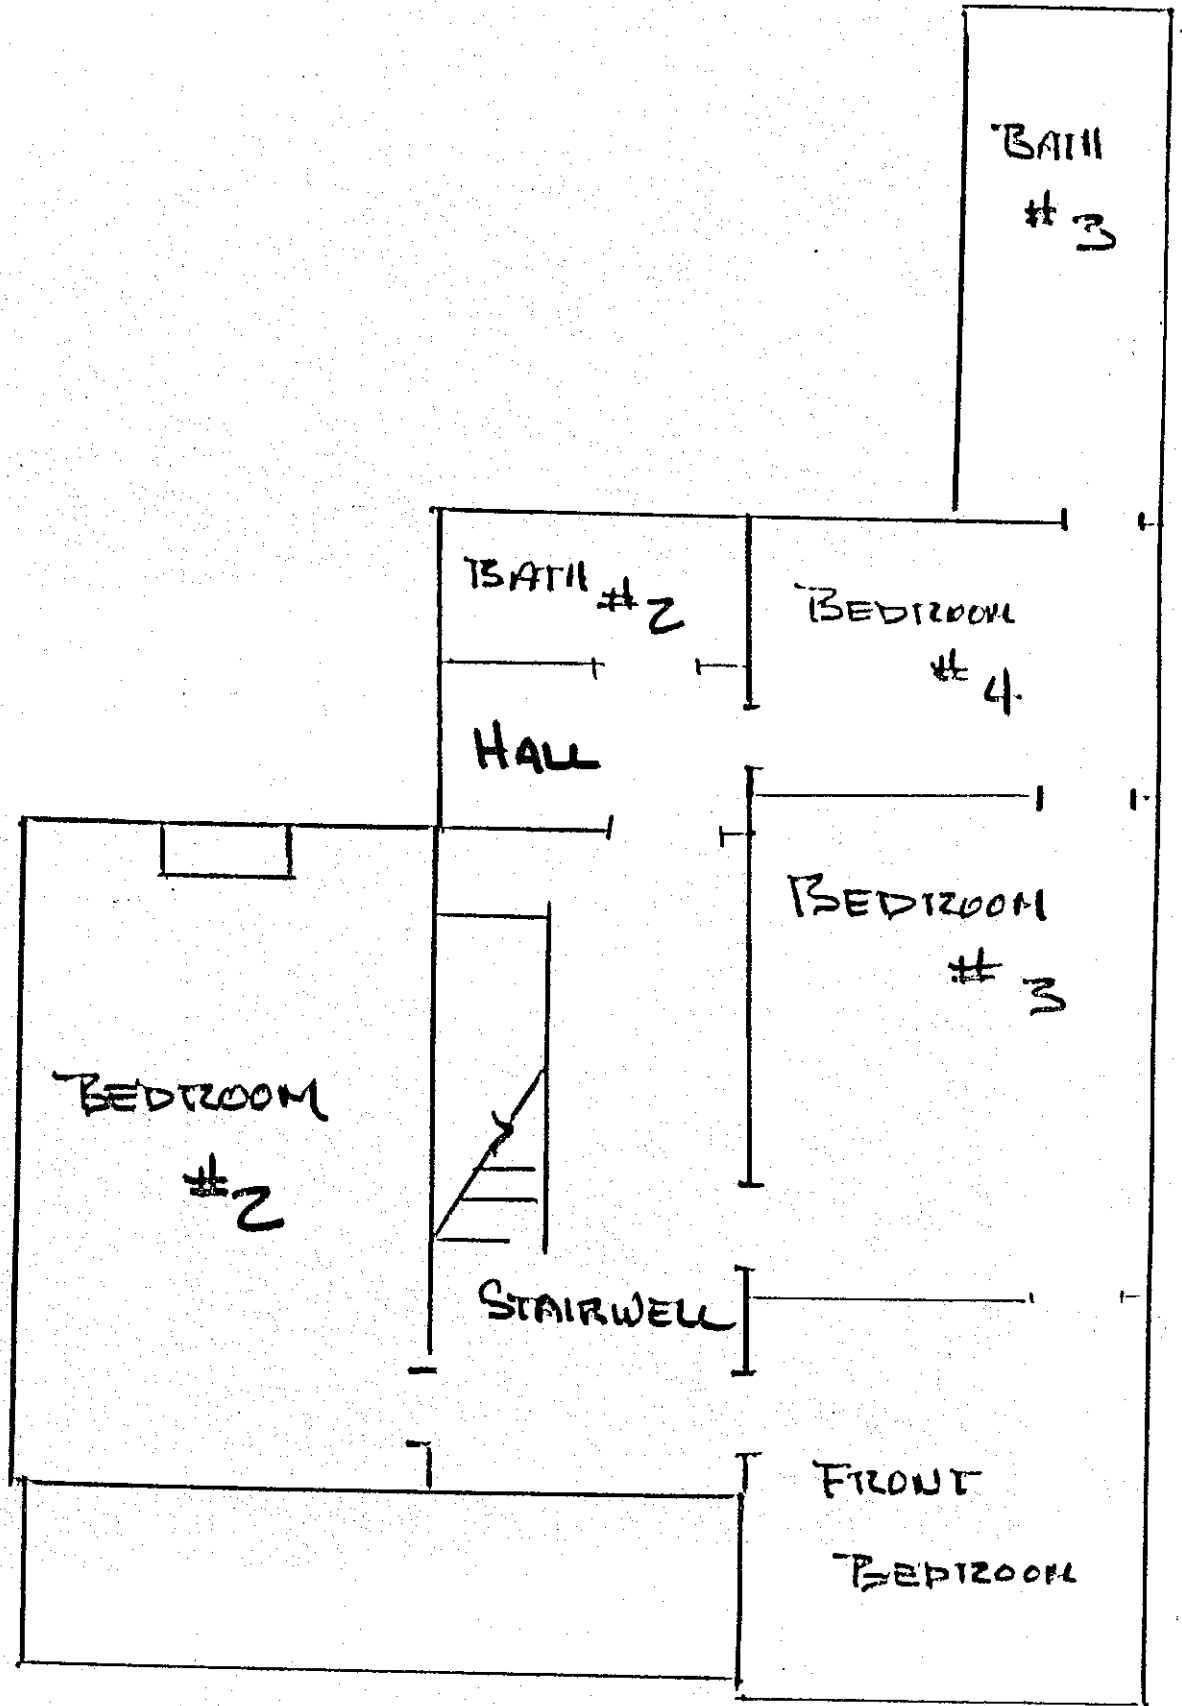 BATH
# 3
BATH # 2
BEDROOM
# 4.
HALL
BEDROOM
# 3
BEDROOM
# 2
STAIRWELL
FRONT
BEDROOM